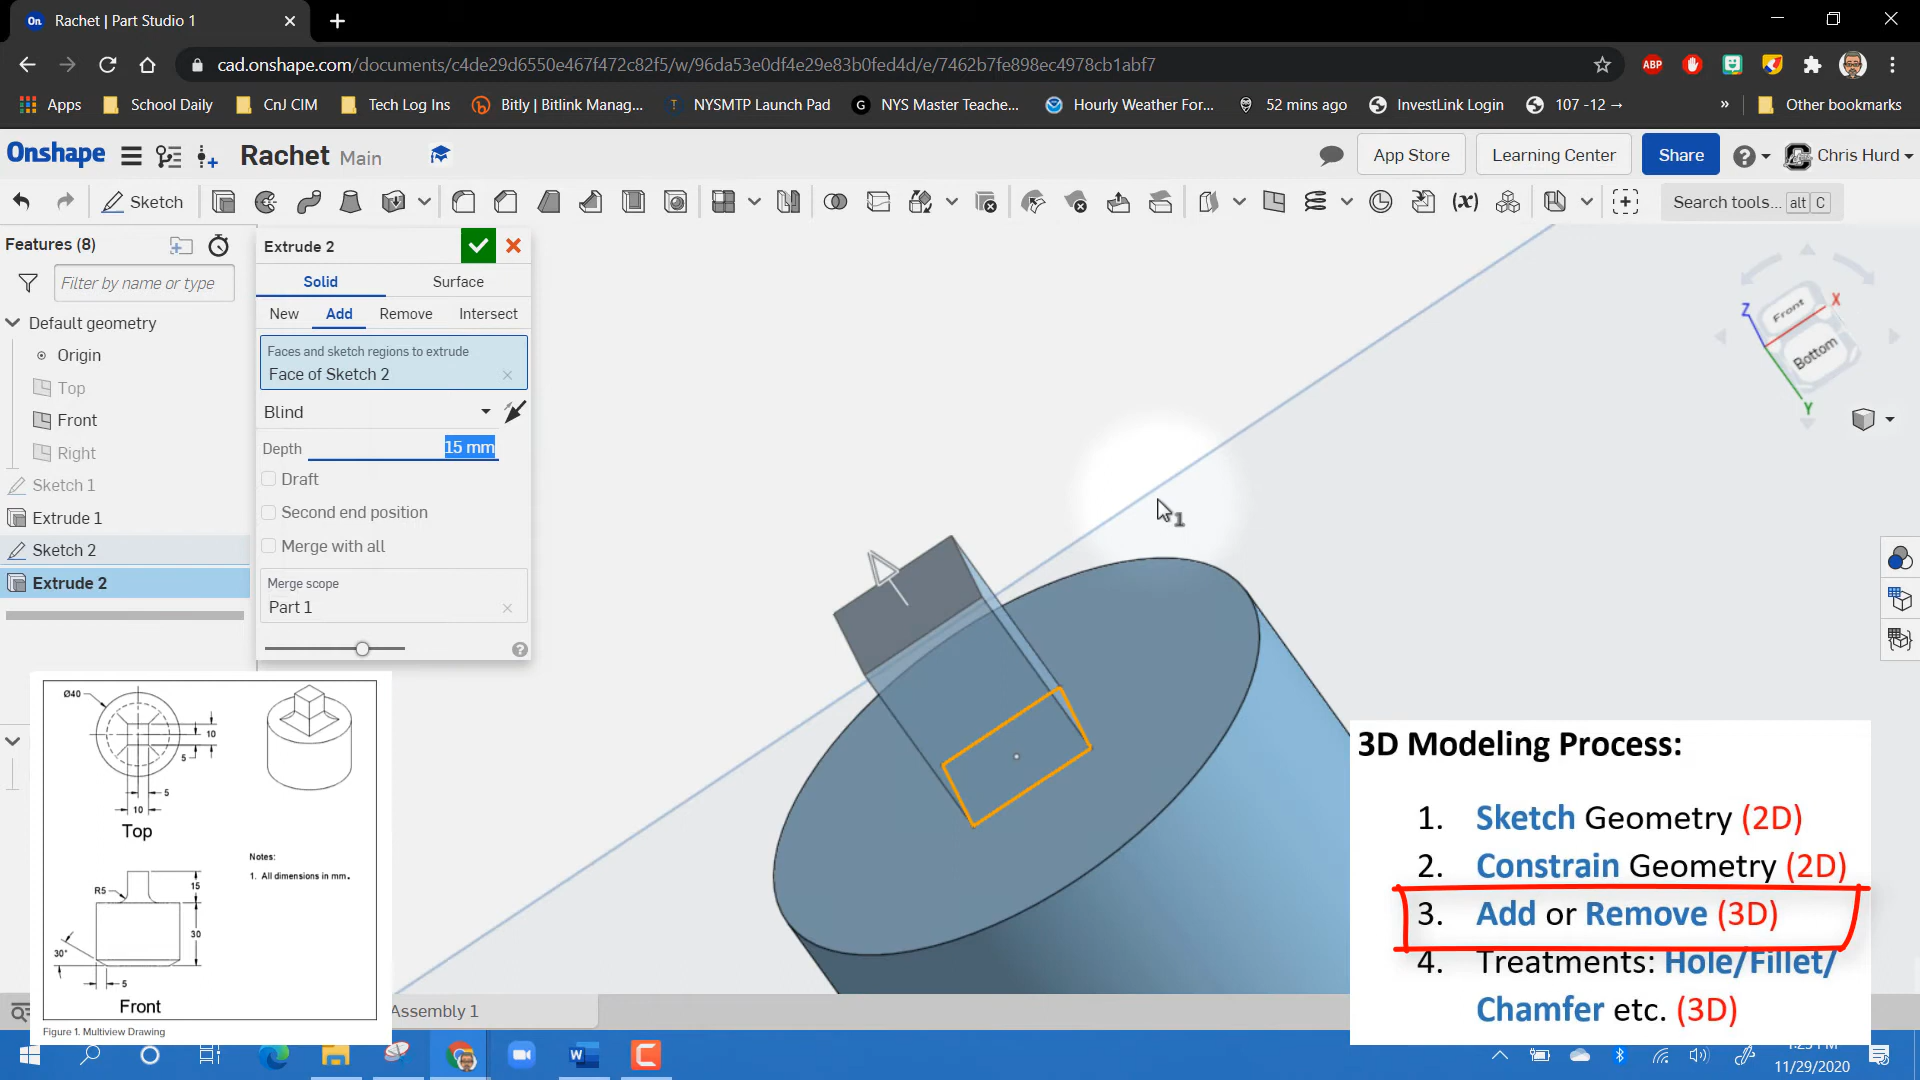 On Rachet | Part Studio 1
cad.onshape.com/documents/c4de29d6550e467f472c82f5/w/96da53e0df4e29e83b0fed4d/e/7462b7fe898ec4978cb1abf7
ABP
Apps School Daily CnJ CIM Tech Log Ins Bitly | Bitlink Manag... NYSMTP Launch Pad NYS Master Teache... Hourly Weather For... 52 mins ago InvestLink Login 107 -12 → » Other bookmarks
Onshape Rachet Main App Store Learning Center Share Chris Hurd
Sketch Search tools... alt C
Features (8)
Filter by name or type
Default geometry
Origin
Top
Front
Right
Sketch 1
Extrude 1
Sketch 2
Extrude 2
Extrude 2
Solid Surface
New Add Remove Intersect
Faces and sketch regions to extrude
Face of Sketch 2
Blind
Depth 15 mm
Draft
Second end position
Merge with all
Merge scope
Part 1
Z X
Front
Bottom
Y
1
Ø40
10
5
5
10
Top
Notes:
1. All dimensions in mm.
R5
15
30
30°
5
Front
Figure 1. Multiview Drawing
3D Modeling Process:
1. Sketch Geometry (2D)
2. Constrain Geometry (2D)
3. Add or Remove (3D)
4. Treatments: Hole/Fillet/
Chamfer etc. (3D)
Assembly 1
11/29/2020